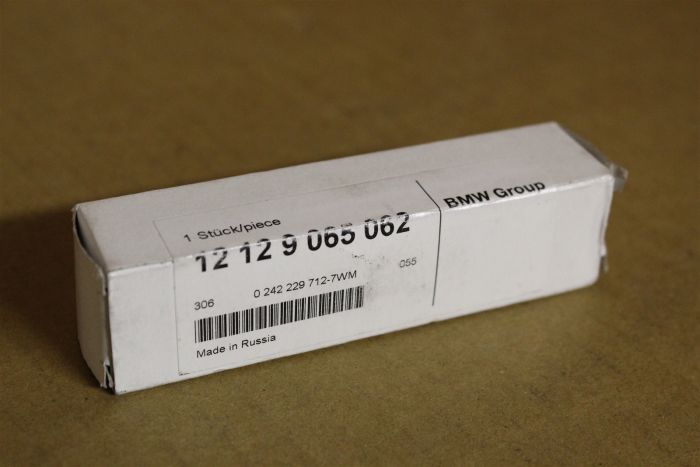 1 Stück/piece
12 12 9 065 062
BMW Group
306 0 242 229 712-7WM 055
Made in Russia